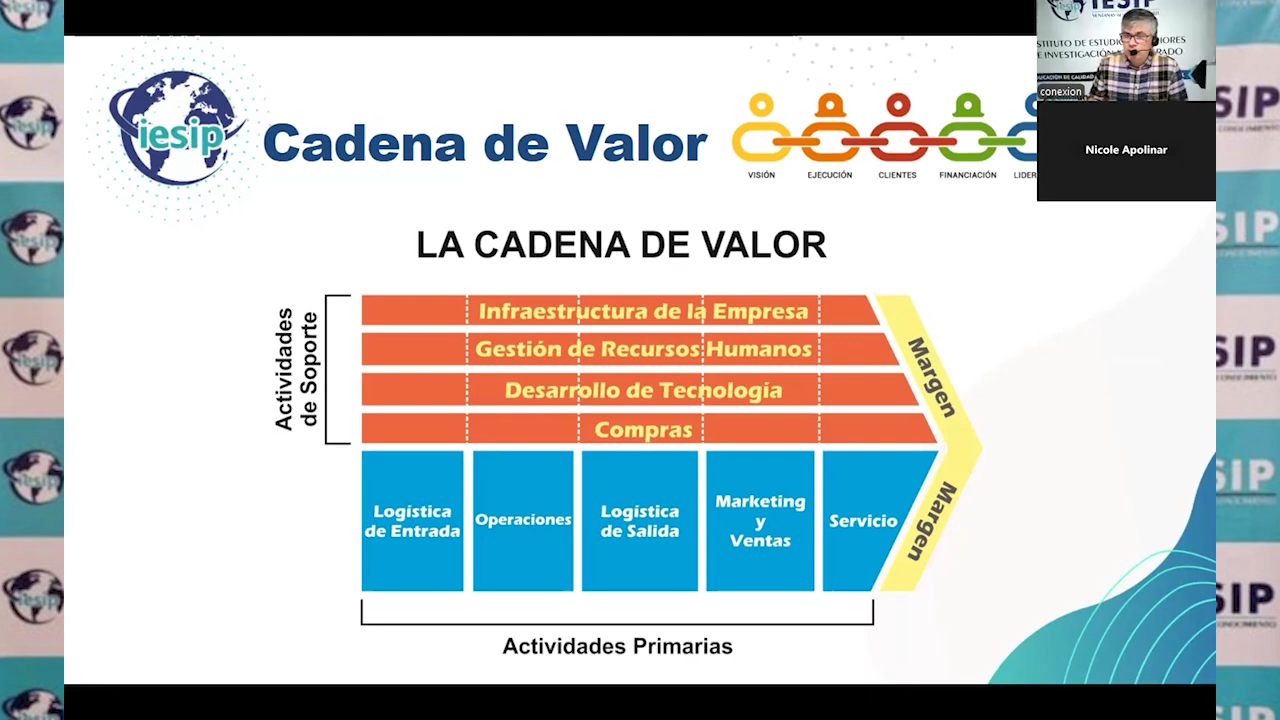 iesip
Cadena de Valor
VISIÓN
EJECUCIÓN
CLIENTES
FINANCIACIÓN
conexion
Nicole Apolinar
LA CADENA DE VALOR
Actividades
de Soporte
Infraestructura de la Empresa
Gestión de Recursos Humanos
Desarrollo de Tecnología
Compras
Margen
Logística
de Entrada
Operaciones
Logística
de Salida
Marketing
y
Ventas
Servicio
Margen
Actividades Primarias